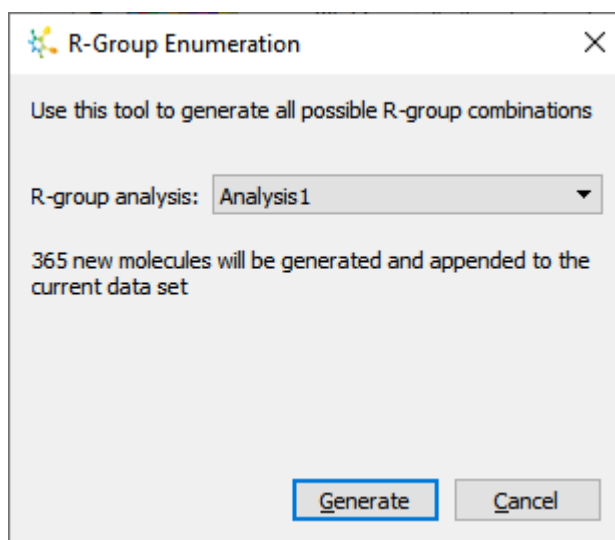 R-Group Enumeration
Use this tool to generate all possible R-group combinations
R-group analysis: Analysis1
365 new molecules will be generated and appended to the
current data set
Generate Cancel